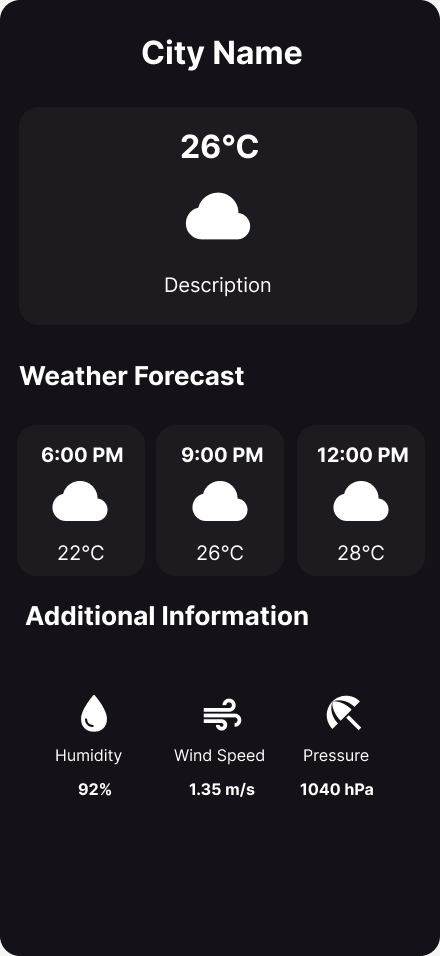 City Name
26°C
Description
Weather Forecast
6:00 PM 9:00 PM 12:00 PM
22°C 26°C 28°C
Additional Information
Humidity Wind Speed Pressure
92% 1.35 m/s 1040 hPa